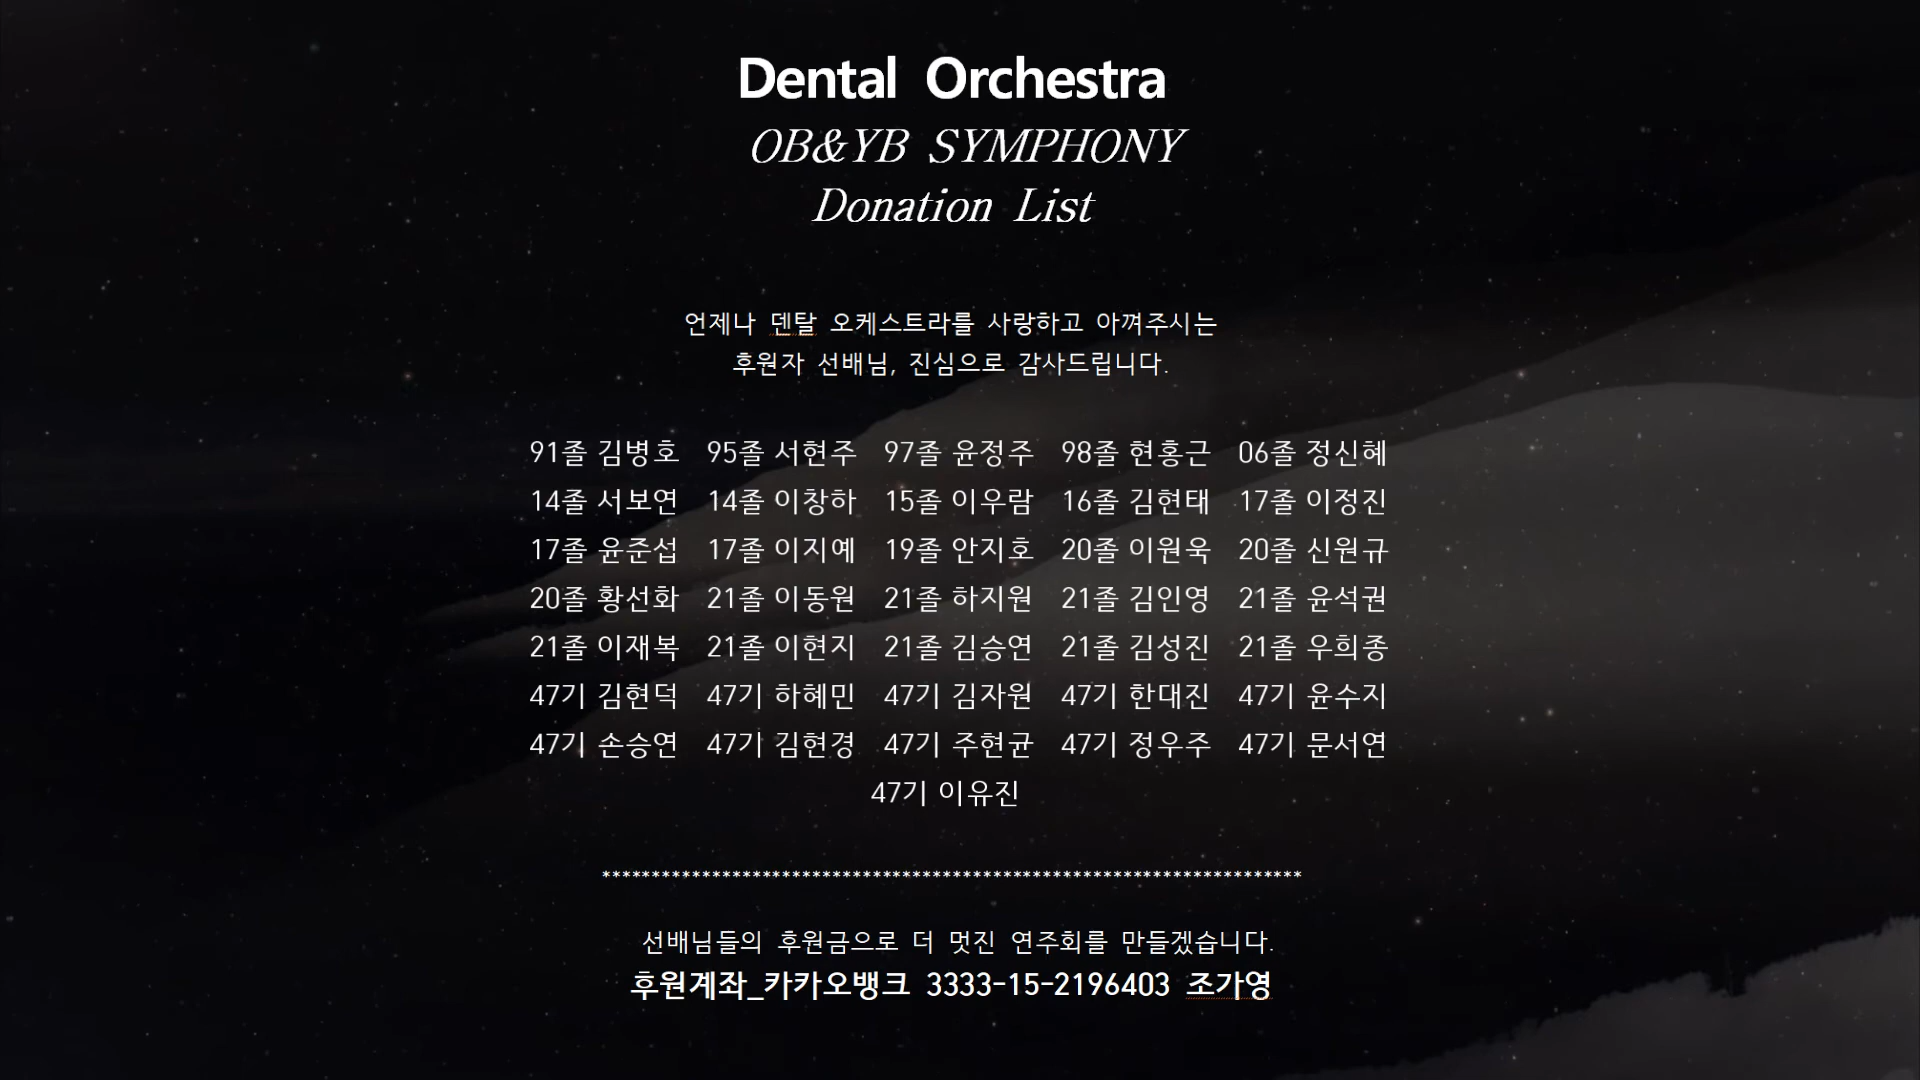 Dental Orchestra
OB&YB SYMPHONY
Donation List
언제나 덴탈 오케스트라를 사랑하고 아껴주시는
후원자 선배님, 진심으로 감사드립니다.
91졸 김병호 95졸 서현주 97졸 윤정주 98졸 현홍근 06졸 정신혜
14졸 서보연 14졸 이창하 15졸 이우람 16졸 김현태 17졸 이정진
17졸 윤준섭 17졸 이지예 19졸 안지호 20졸 이원욱 20졸 신원규
20졸 황선화 21졸 이동원 21졸 하지원 21졸 김인영 21졸 윤석권
21졸 이재복 21졸 이현지 21졸 김승연 21졸 김성진 21졸 우희종
47기 김현덕 47기 하혜민 47기 김자원 47기 한대진 47기 윤수지
47기 손승연 47가 김현경 47기 주현균 47기 정우주 47기 문서연
47기 이유진
**********************************************************************
선배님들의 후원금으로 더 멋진 연주회를 만들겠습니다.
후원계좌_카카오뱅크 3333-15-2196403 조가영